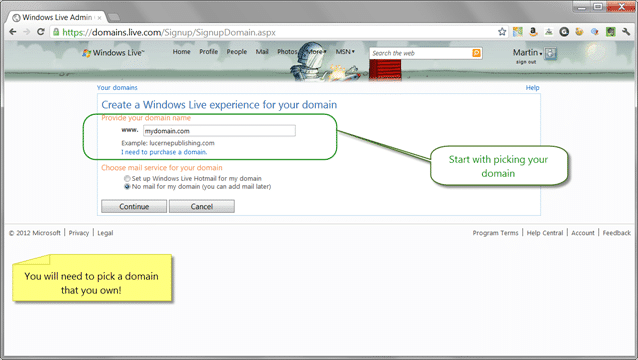 Windows Live Admin
https://domains.live.com/Signup/SignupDomain.aspx
Windows Live™ Home Profile People Mail Photos More▾ MSN▾ Search the web Martin
sign out
Your domains Help
Create a Windows Live experience for your domain
Provide your domain name
www. mydomain.com
Example: lucernepublishing.com
I need to purchase a domain.
Start with picking your
domain
Choose mail service for your domain
Set up Windows Live Hotmail for my domain
No mail for my domain (you can add mail later)
Continue Cancel
© 2012 Microsoft | Privacy | Legal Program Terms | Help Central | Account | Feedback
You will need to pick a domain
that you own!